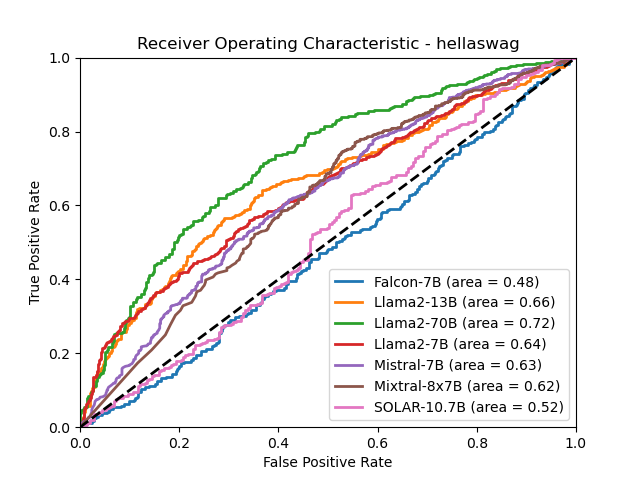 Receiver Operating Characteristic - hellaswag
True Positive Rate
1.0
0.8
0.6
0.4
0.2
0.0
Falcon-7B (area = 0.48)
Llama2-13B (area = 0.66)
Llama2-70B (area = 0.72)
Llama2-7B (area = 0.64)
Mistral-7B (area = 0.63)
Mixtral-8x7B (area = 0.62)
SOLAR-10.7B (area = 0.52)
0.0 0.2 0.4 0.6 0.8 1.0
False Positive Rate